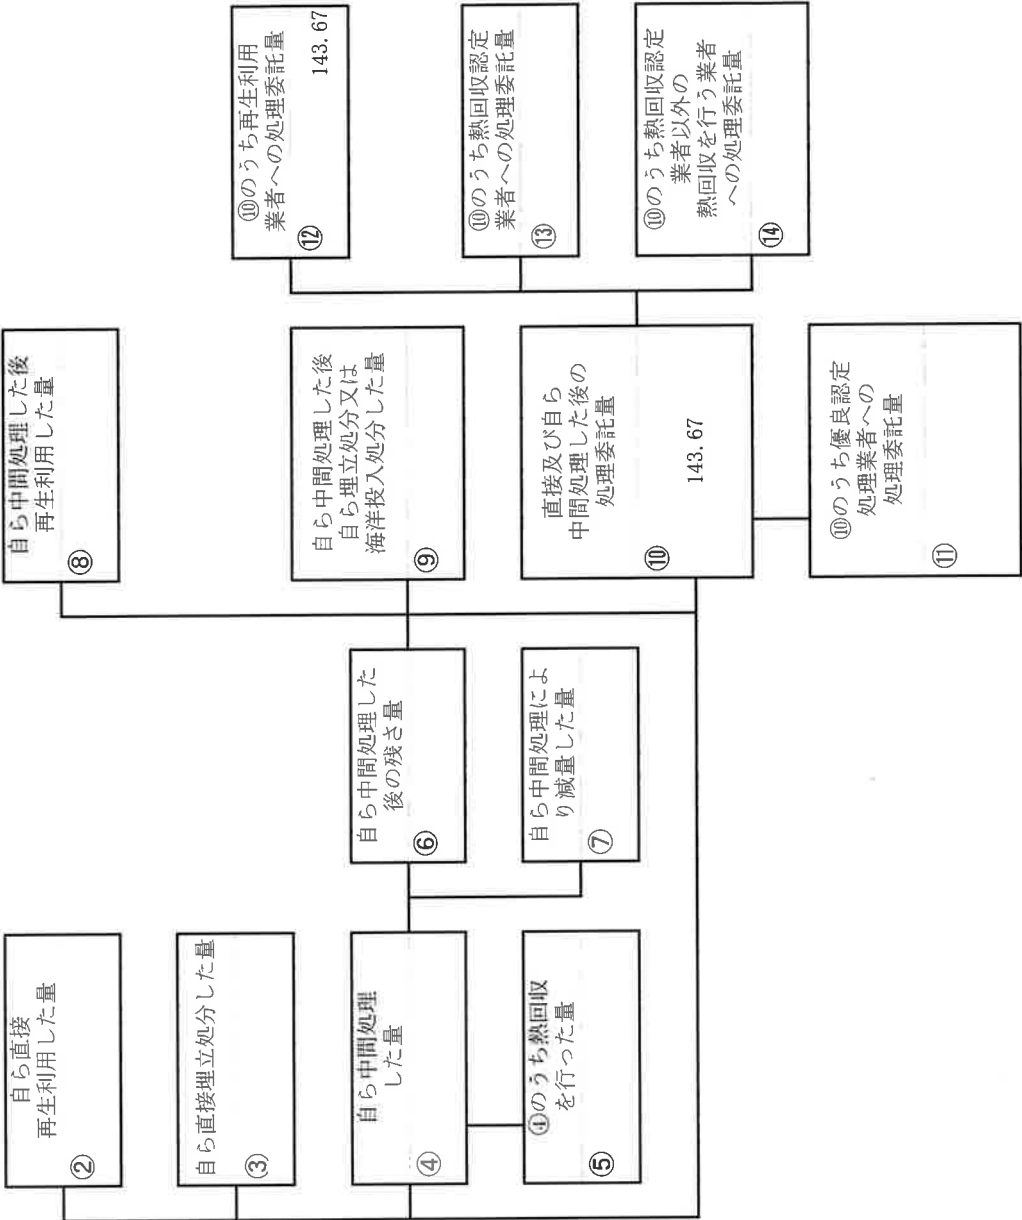 ②
自ら直接
再生利用した量
③
自ら直接埋立処分した量
④
自ら中間処理
した量
⑤
④のうち熱回収
を行った量
⑥
自ら中間処理した
後の残さ量
⑦
自ら中間処理によ
り減量した量
⑧
自ら中間処理した後
再生利用した量
⑨
自ら中間処理した後
自ら埋立処分又は
海洋投入処分した量
⑩
直接及び自ら
中間処理した後の
処理委託量
143.67
⑪
⑩のうち優良認定
処理業者への
処理委託量
⑫
⑩のうち再生利用
業者への処理委託量
143.67
⑬
⑩のうち熱回収認定
業者への処理委託量
⑭
⑩のうち熱回収認定
業者以外の
熱回収を行う業者
への処理委託量